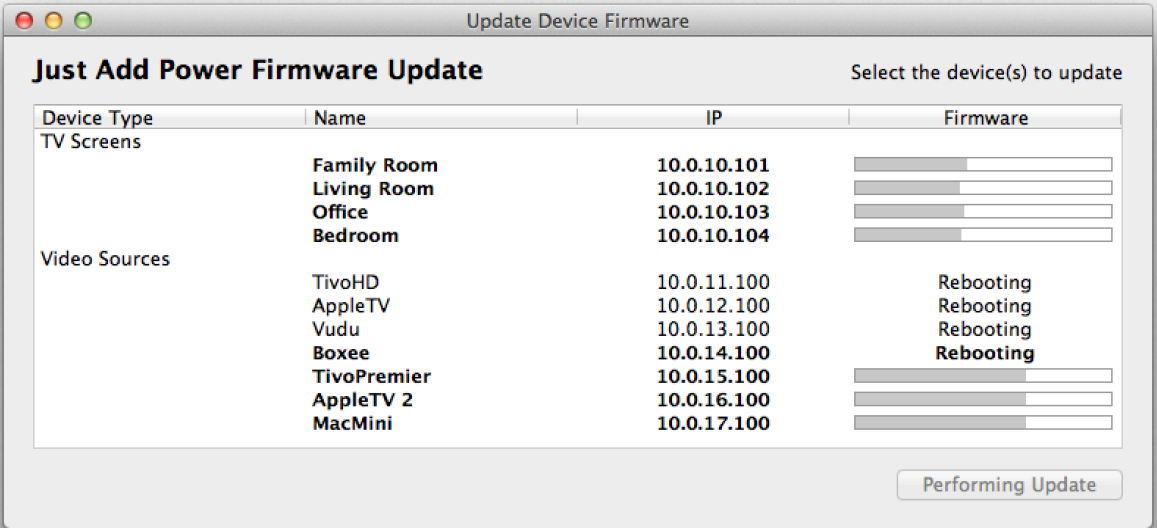 Update Device Firmware
Just Add Power Firmware Update
Select the device(s) to update
Device Type Name IP Firmware
TV Screens
Family Room 10.0.10.101
Living Room 10.0.10.102
Office 10.0.10.103
Bedroom 10.0.10.104
Video Sources
TivoHD 10.0.11.100 Rebooting
AppleTV 10.0.12.100 Rebooting
Vudu 10.0.13.100 Rebooting
Boxee 10.0.14.100 Rebooting
TivoPremier 10.0.15.100
AppleTV 2 10.0.16.100
MacMini 10.0.17.100
Performing Update